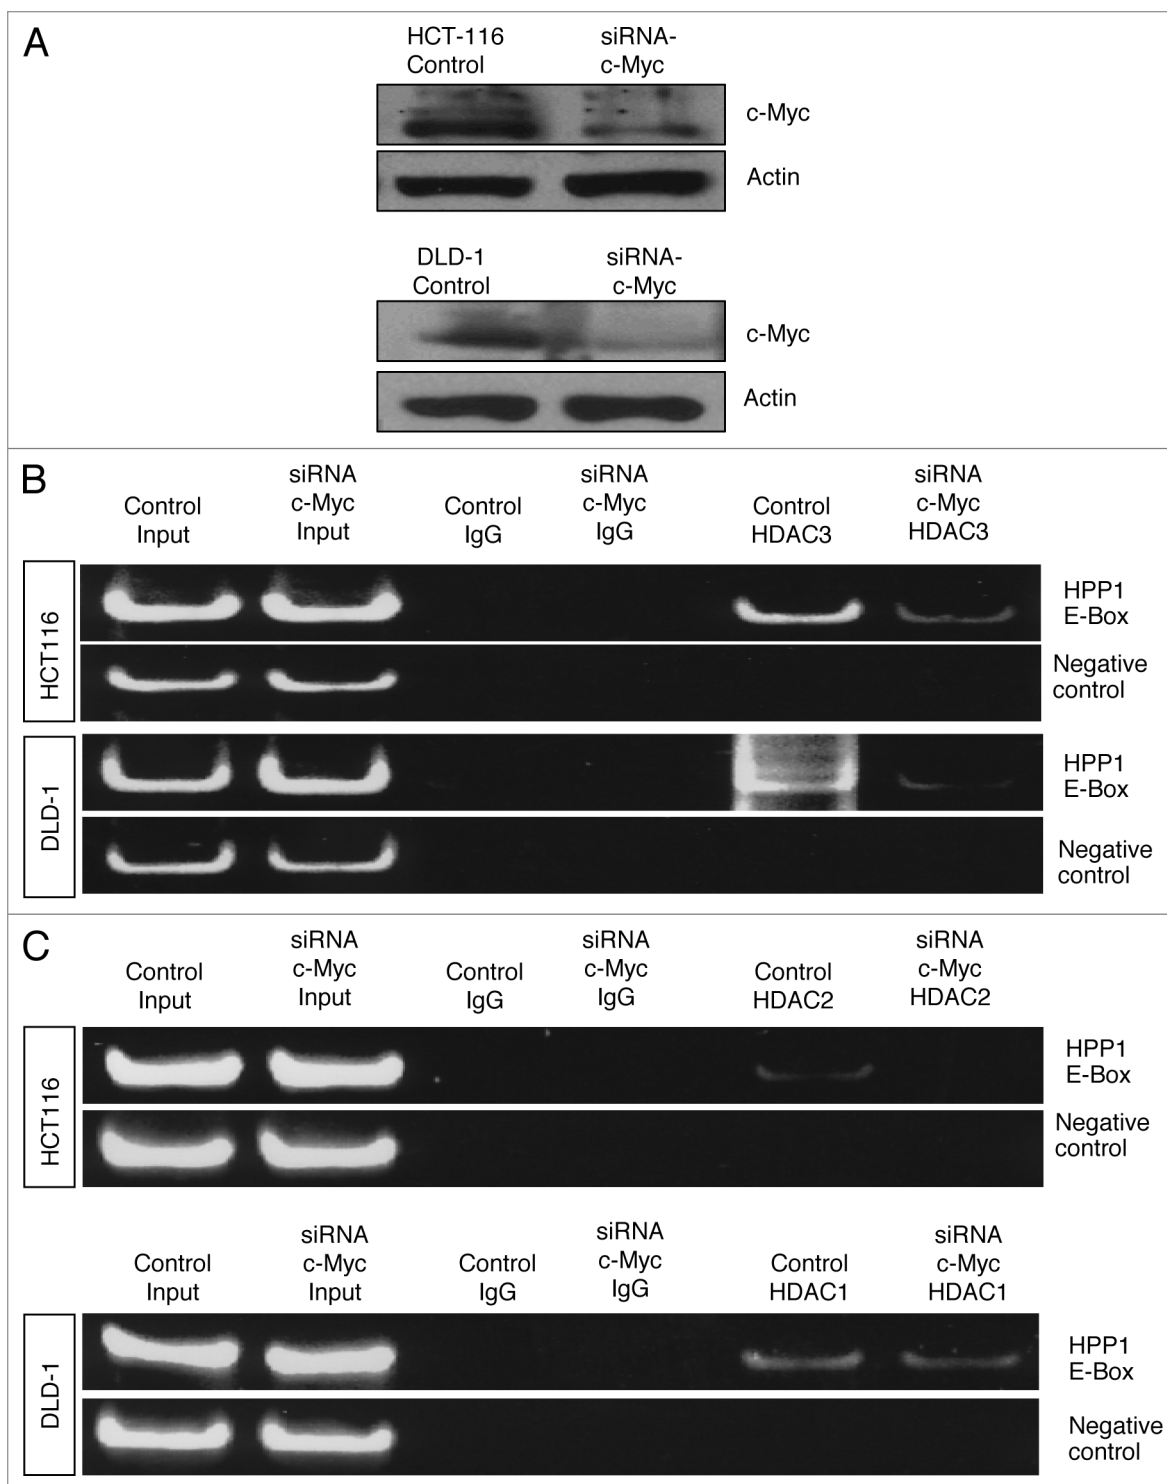 A
HCT-116
Control
siRNA-
c-Myc
c-Myc
Actin
DLD-1
Control
siRNA-
c-Myc
c-Myc
Actin
B
Control
Input
siRNA
c-Myc
Input
Control
IgG
siRNA
c-Myc
IgG
Control
HDAC3
siRNA
c-Myc
HDAC3
HCT116
HPP1
E-Box
Negative
control
DLD-1
HPP1
E-Box
Negative
control
C
Control
Input
siRNA
c-Myc
Input
Control
IgG
siRNA
c-Myc
IgG
Control
HDAC2
siRNA
c-Myc
HDAC2
HCT116
HPP1
E-Box
Negative
control
Control
Input
siRNA
c-Myc
Input
Control
IgG
siRNA
c-Myc
IgG
Control
HDAC1
siRNA
c-Myc
HDAC1
DLD-1
HPP1
E-Box
Negative
control